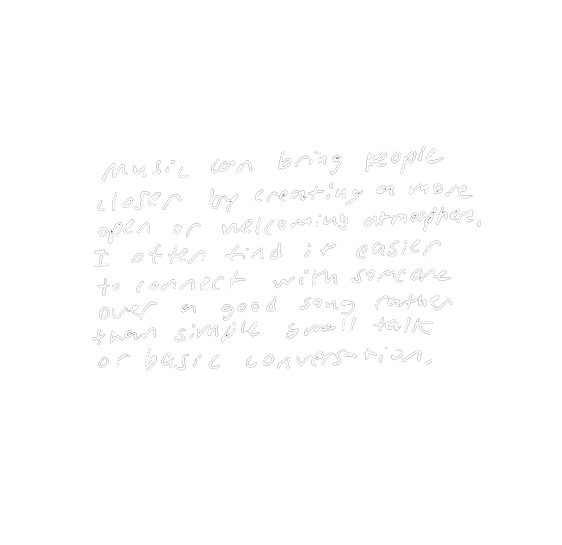 music can bring people
closer by creating a more
open or welcoming atmosphere.
I often find it easier
to connect with someone
over a good song rather
than simple small talk
or basic conversation.